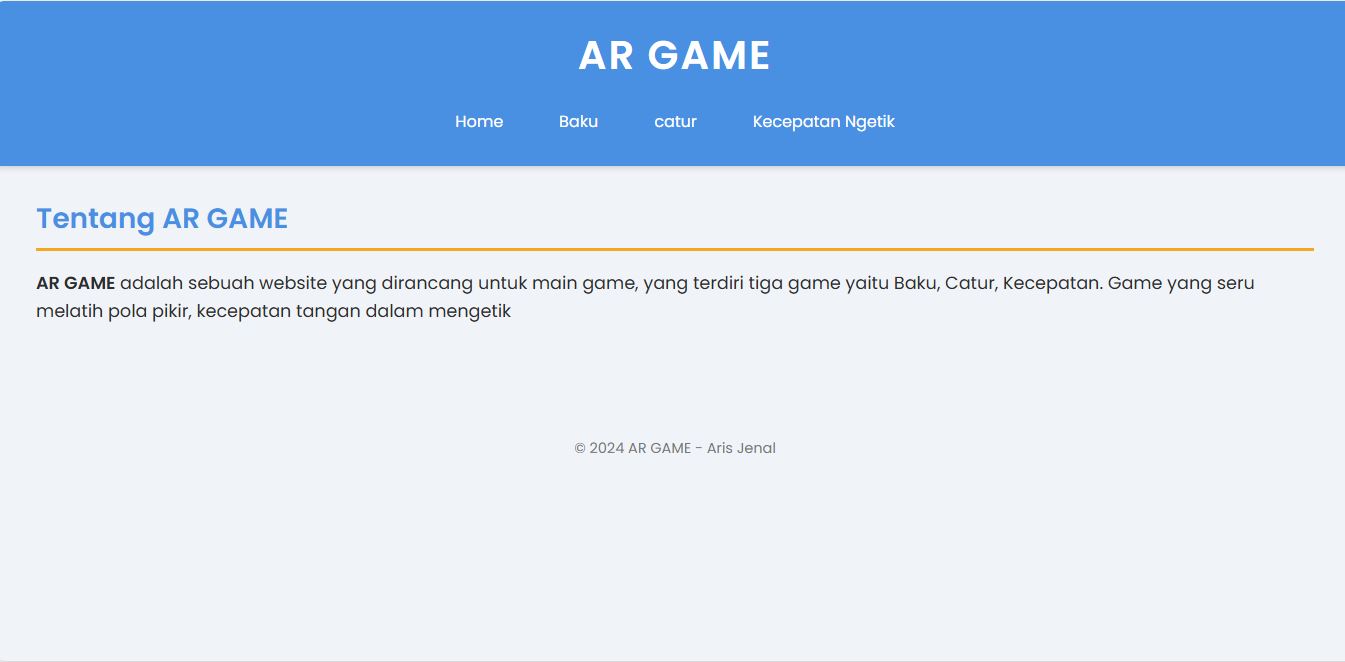 AR GAME
Home Baku catur Kecepatan Ngetik
Tentang AR GAME
AR GAME adalah sebuah website yang dirancang untuk main game, yang terdiri tiga game yaitu Baku, Catur, Kecepatan. Game yang seru
melatih pola pikir, kecepatan tangan dalam mengetik
© 2024 AR GAME - Aris Jenal